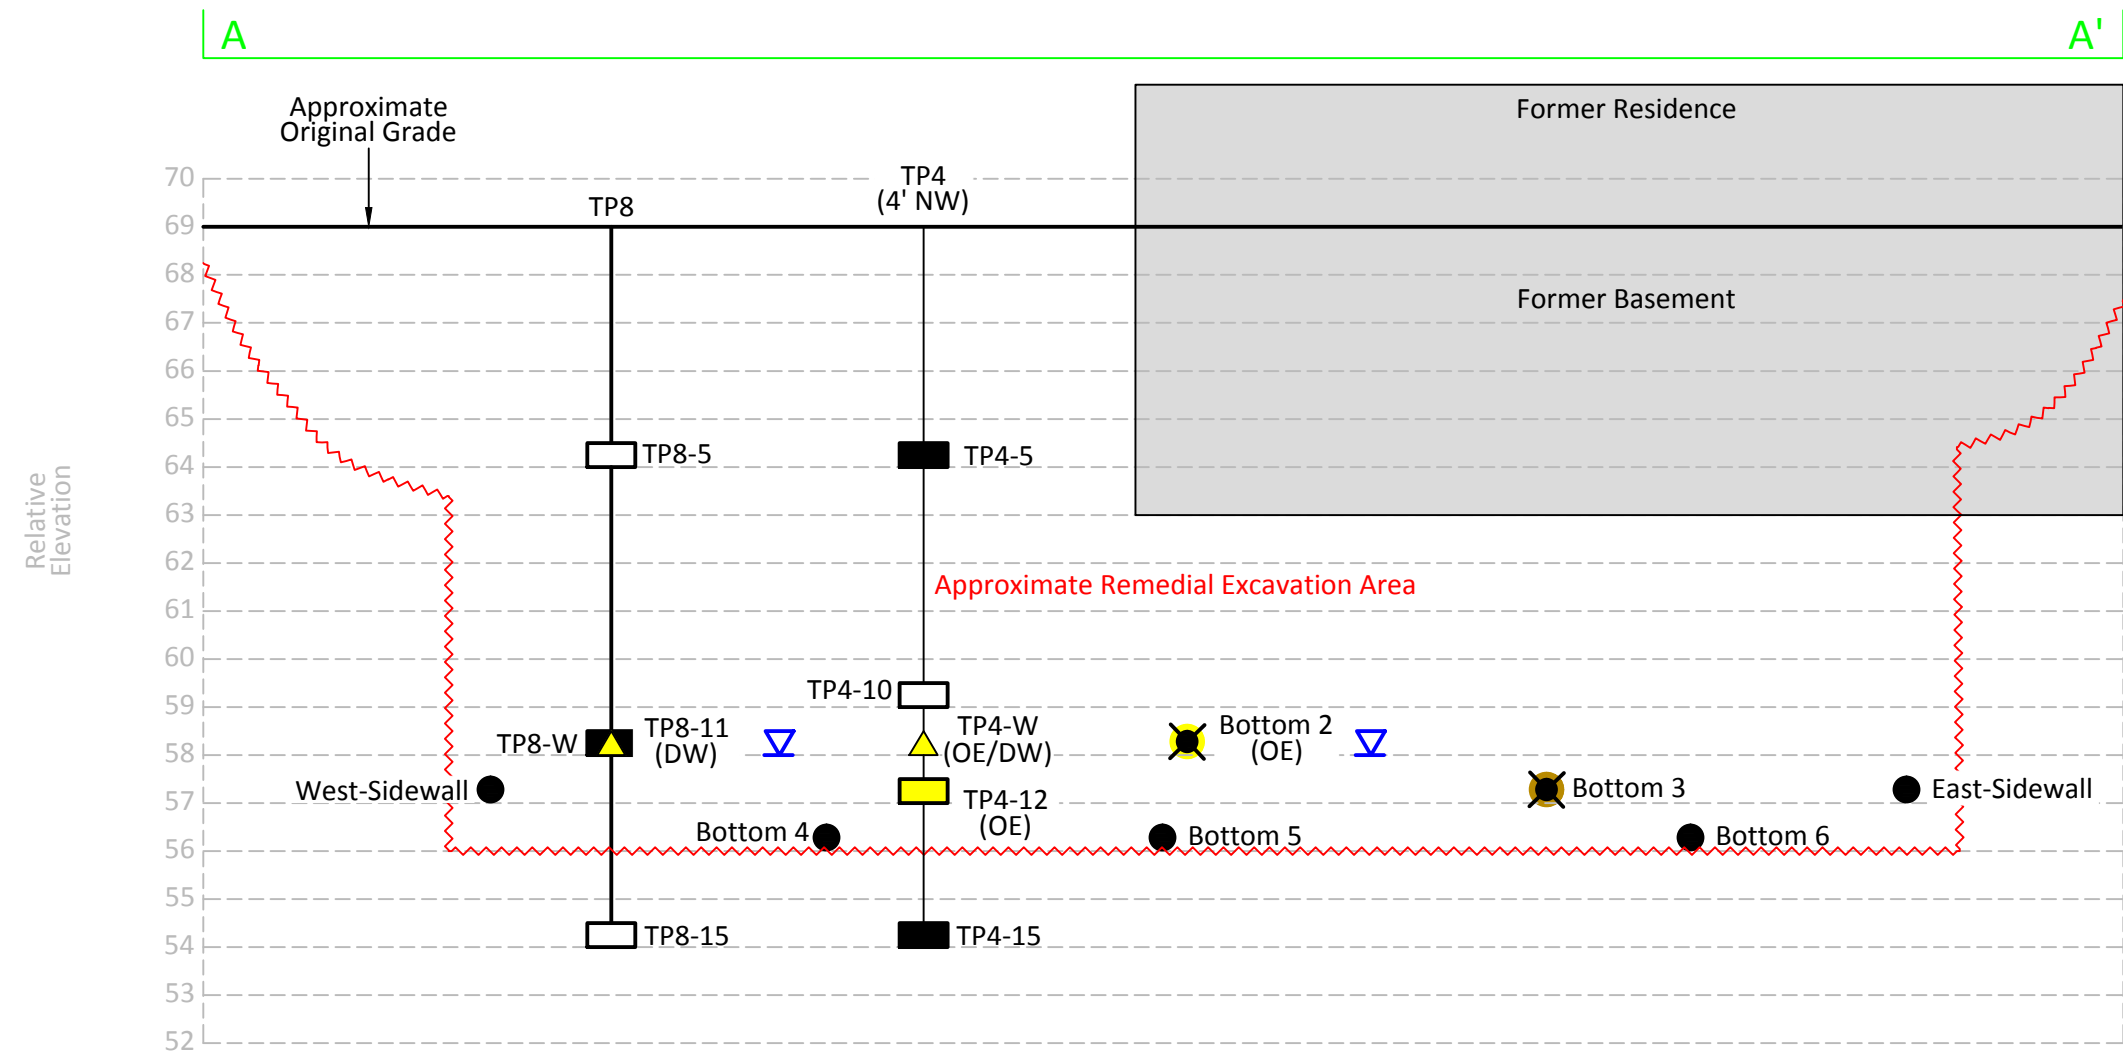 A
A'
Approximate
Original Grade
Former Residence
TP8
TP4
(4' NW)
70
69
68
67
66
65
64
63
62
61
60
59
58
57
56
55
54
53
52
Relative
Elevation
Former Basement
TP8-5
TP4-5
Approximate Remedial Excavation Area
TP4-10
TP8-W
TP8-11
(DW)
TP4-W
(OE/DW)
Bottom 2
(OE)
West-Sidewall
TP4-12
(OE)
Bottom 3
East-Sidewall
Bottom 4
Bottom 5
Bottom 6
TP8-15
TP4-15